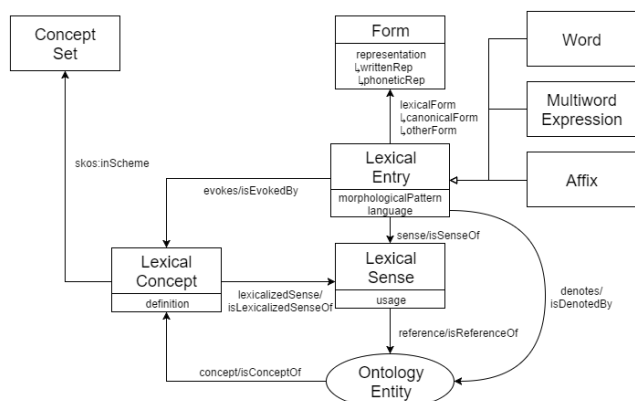 Concept
Set
Form
representation
↳writtenRep
↳phoneticRep
Word
Multiword
Expression
Affix
lexicalForm
↳canonicalForm
↳otherForm
skos:inScheme
Lexical
Entry
morphologicalPattern
language
evokes/isEvokedBy
sense/isSenseOf
Lexical
Concept
definition
lexicalizedSense/
isLexicalizedSenseOf
Lexical
Sense
usage
denotes/
isDenotedBy
reference/isReferenceOf
concept/isConceptOf
Ontology
Entity